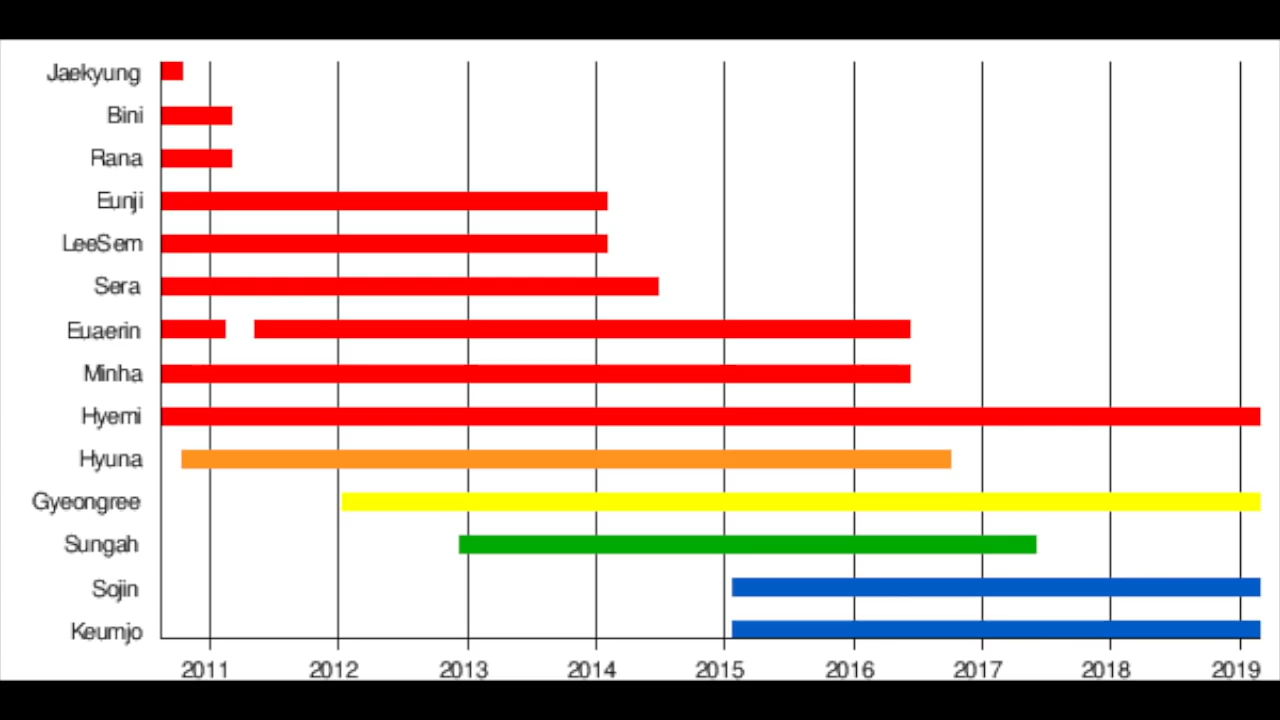 Jaekyung
Bini
Rana
Eunji
LeeSem
Sera
Euaerin
Minha
Hyemi
Hyuna
Gyeongree
Sungah
Sojin
Keumjo
2011 2012 2013 2014 2015 2016 2017 2018 2019